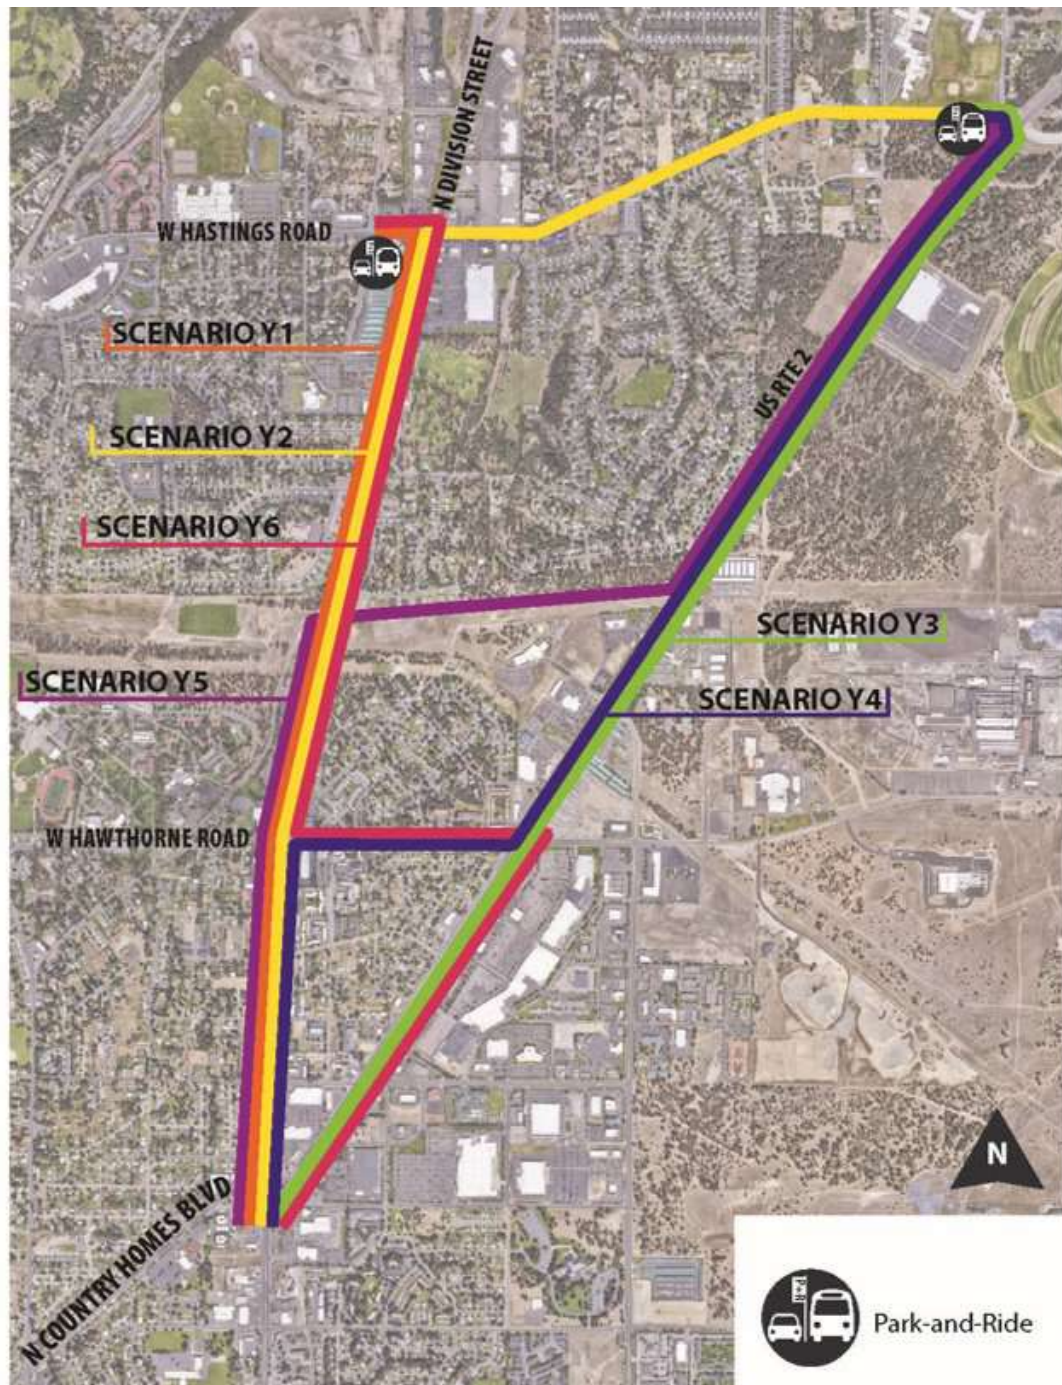 N DIVISION STREET
W HASTINGS ROAD
SCENARIO Y1
US RTE 2
SCENARIO Y2
SCENARIO Y6
SCENARIO Y3
SCENARIO Y5
SCENARIO Y4
W HAWTHORNE ROAD
N COUNTRY HOMES BLVD
N
P+R
Park-and-Ride